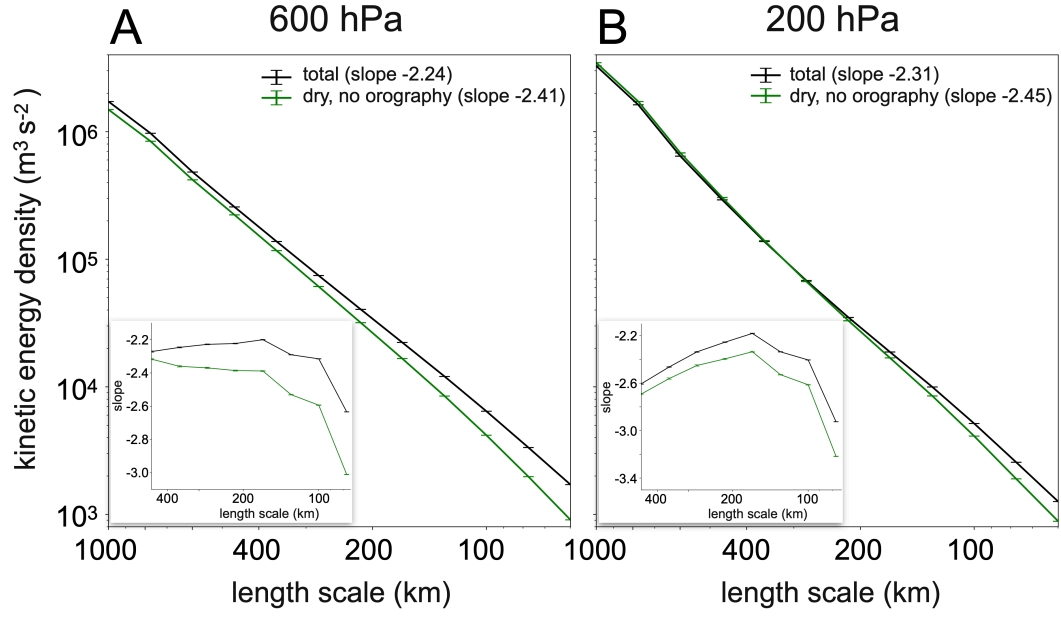 A 600 hPa
B 200 hPa
kinetic energy density (m³ s⁻²)
10⁶
10⁵
10⁴
10³
total (slope -2.24)
dry, no orography (slope -2.41)
total (slope -2.31)
dry, no orography (slope -2.45)
slope
-2.2
-2.4
-2.6
-2.8
-3.0
400 200 100
length scale (km)
slope
-2.2
-2.6
-3.0
-3.4
400 200 100
length scale (km)
1000 400 200 100
length scale (km)
1000 400 200 100
length scale (km)